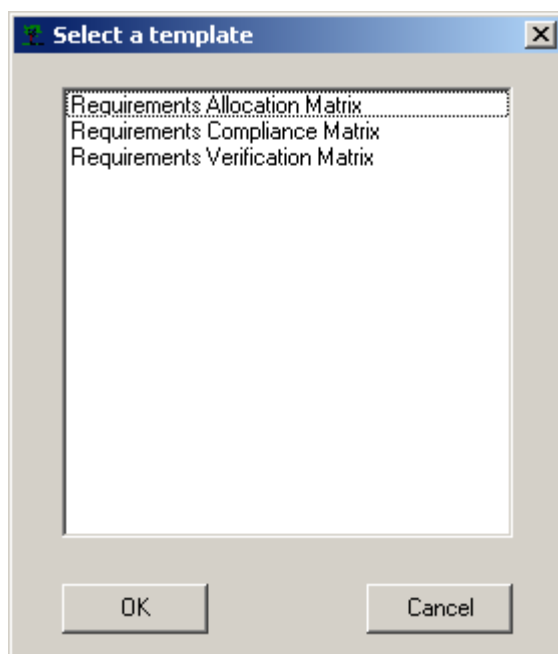 Select a template
Requirements Allocation Matrix
Requirements Compliance Matrix
Requirements Verification Matrix
OK
Cancel